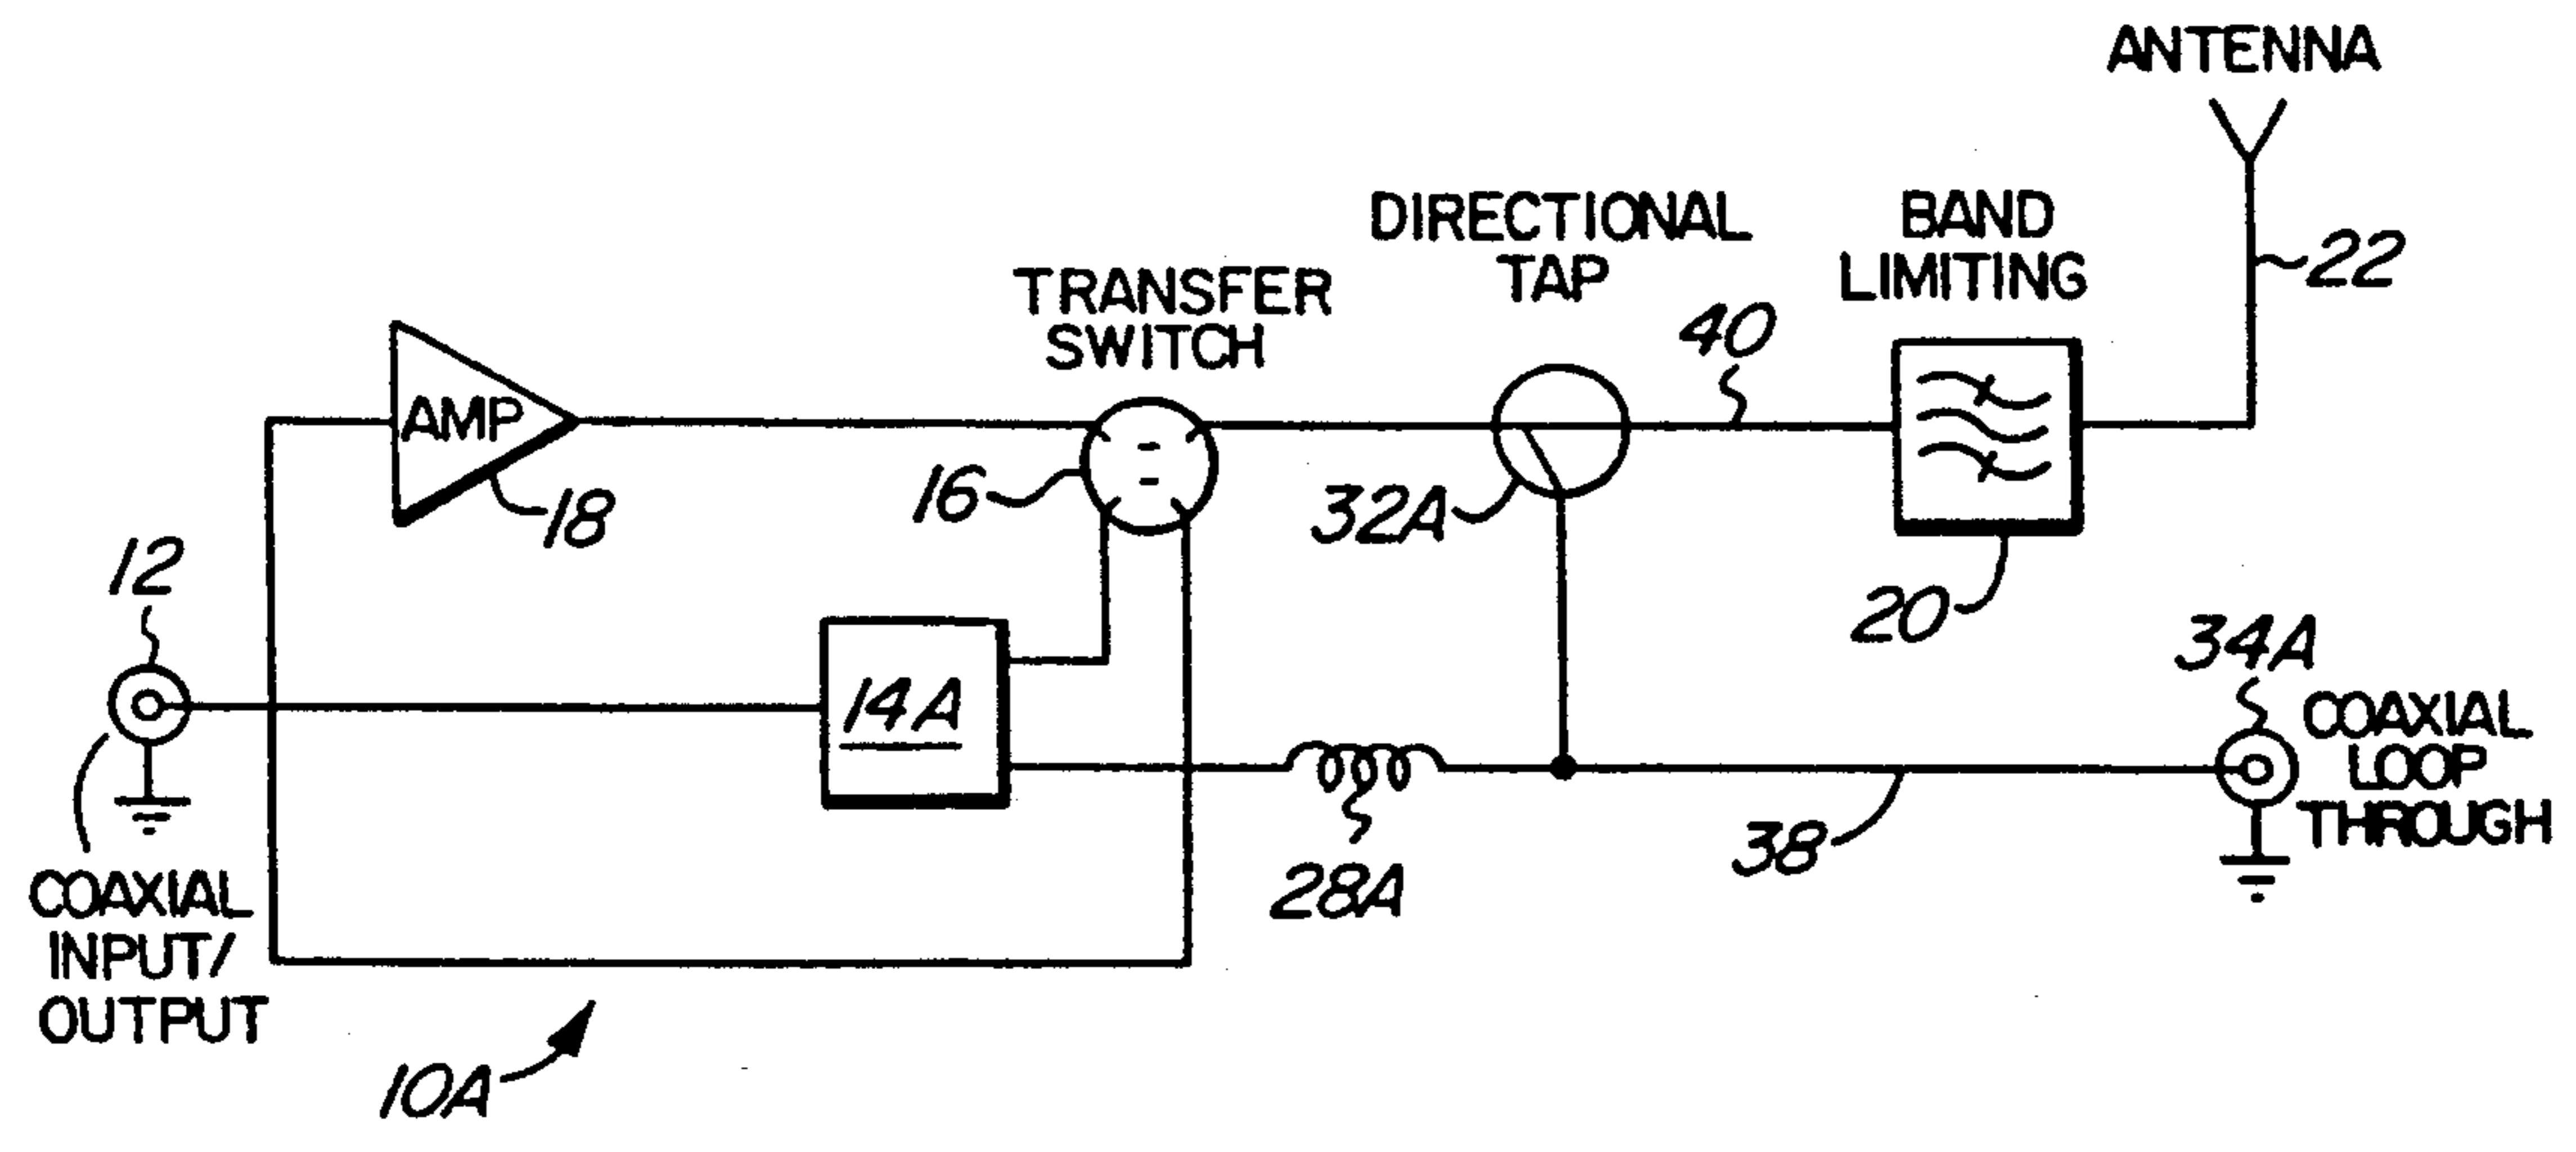 ANTENNA
22
DIRECTIONAL
TAP
BAND
LIMITING
40
TRANSFER
SWITCH
AMP
18
16
32A
20
12
14A
34A
COAXIAL
LOOP
THROUGH
28A
38
COAXIAL
INPUT/
OUTPUT
10A